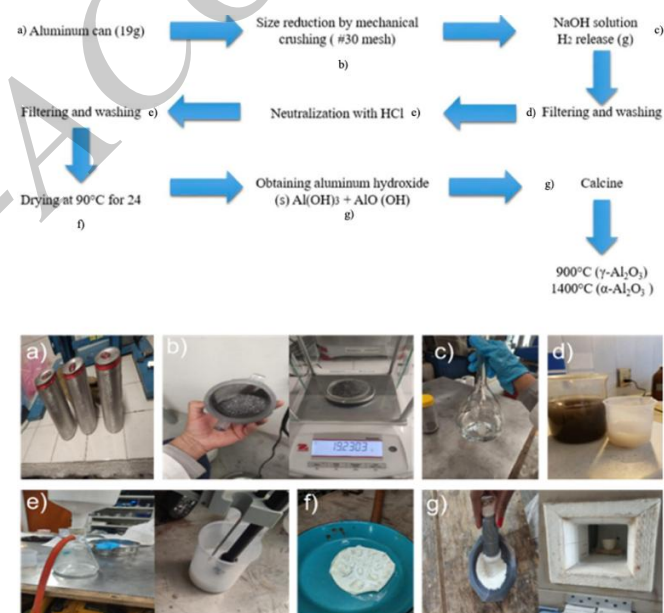 a) Aluminum can (19g)
Size reduction by mechanical
crushing ( #30 mesh)
b)
NaOH solution
H2 release (g)
c)
Filtering and washing e)
Neutralization with HCl e)
d) Filtering and washing
Drying at 90°C for 24
f)
Obtaining aluminum hydroxide
(s) Al(OH)3 + AlO (OH)
g)
g) Calcine
900°C (γ-Al₂O₃)
1400°C (α-Al₂O₃ )
a)
b)
c)
d)
e)
f)
g)